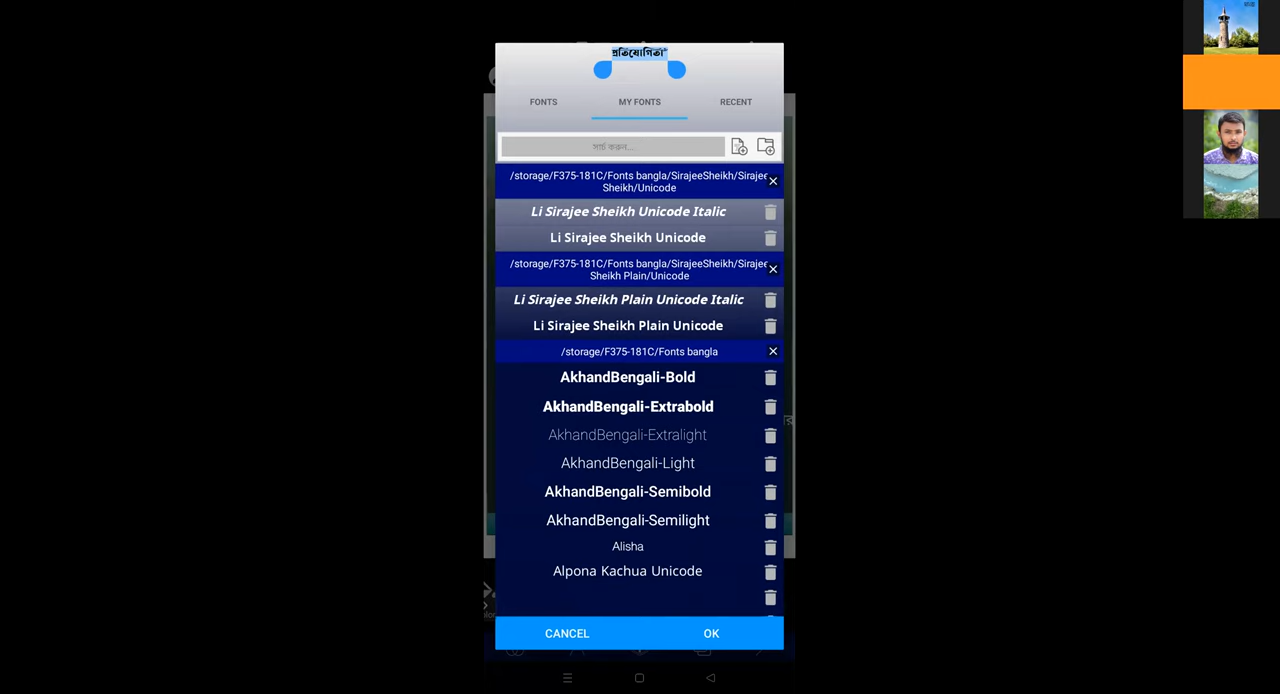 প্রতিযোগিতা"
FONTS
MY FONTS
RECENT
সার্চ করুন...
/storage/F375-181C/Fonts bangla/SirajeeSheikh/Sirajee
Sheikh/Unicode
Li Sirajee Sheikh Unicode Italic
Li Sirajee Sheikh Unicode
/storage/F375-181C/Fonts bangla/SirajeeSheikh/Sirajee
Sheikh Plain/Unicode
Li Sirajee Sheikh Plain Unicode Italic
Li Sirajee Sheikh Plain Unicode
/storage/F375-181C/Fonts bangla
AkhandBengali-Bold
AkhandBengali-Extrabold
AkhandBengali-Extralight
AkhandBengali-Light
AkhandBengali-Semibold
AkhandBengali-Semilight
Alisha
Alpona Kachua Unicode
CANCEL
OK